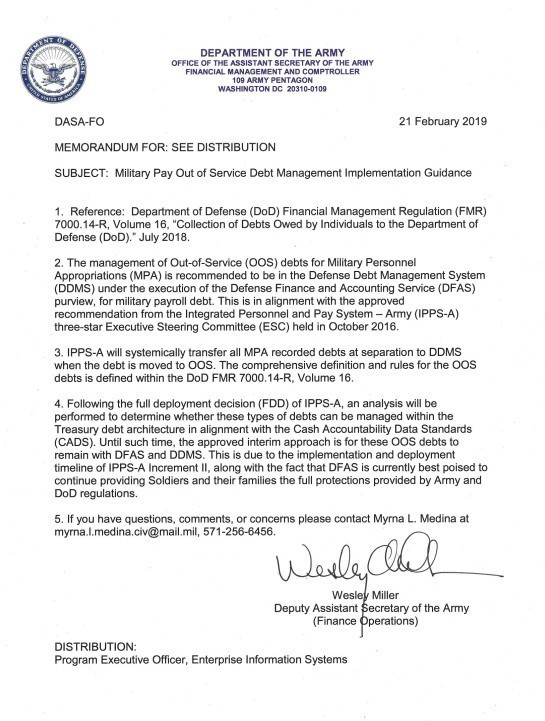 DEPARTMENT OF DEFENSE
UNITED STATES OF AMERICA
DEPARTMENT OF THE ARMY
OFFICE OF THE ASSISTANT SECRETARY OF THE ARMY
FINANCIAL MANAGEMENT AND COMPTROLLER
109 ARMY PENTAGON
WASHINGTON DC 20310-0109
DASA-FO 21 February 2019
MEMORANDUM FOR: SEE DISTRIBUTION
SUBJECT: Military Pay Out of Service Debt Management Implementation Guidance
1. Reference: Department of Defense (DoD) Financial Management Regulation (FMR)
7000.14-R, Volume 16, “Collection of Debts Owed by Individuals to the Department of
Defense (DoD).” July 2018.
2. The management of Out-of-Service (OOS) debts for Military Personnel
Appropriations (MPA) is recommended to be in the Defense Debt Management System
(DDMS) under the execution of the Defense Finance and Accounting Service (DFAS)
purview, for military payroll debt. This is in alignment with the approved
recommendation from the Integrated Personnel and Pay System – Army (IPPS-A)
three-star Executive Steering Committee (ESC) held in October 2016.
3. IPPS-A will systemically transfer all MPA recorded debts at separation to DDMS
when the debt is moved to OOS. The comprehensive definition and rules for the OOS
debts is defined within the DoD FMR 7000.14-R, Volume 16.
4. Following the full deployment decision (FDD) of IPPS-A, an analysis will be
performed to determine whether these types of debts can be managed within the
Treasury debt architecture in alignment with the Cash Accountability Data Standards
(CADS). Until such time, the approved interim approach is for these OOS debts to
remain with DFAS and DDMS. This is due to the implementation and deployment
timeline of IPPS-A Increment II, along with the fact that DFAS is currently best poised to
continue providing Soldiers and their families the full protections provided by Army and
DoD regulations.
5. If you have questions, comments, or concerns please contact Myrna L. Medina at
myrna.l.medina.civ@mail.mil, 571-256-6456.
Wesley
Wesley Miller
Deputy Assistant Secretary of the Army
(Finance Operations)
DISTRIBUTION:
Program Executive Officer, Enterprise Information Systems